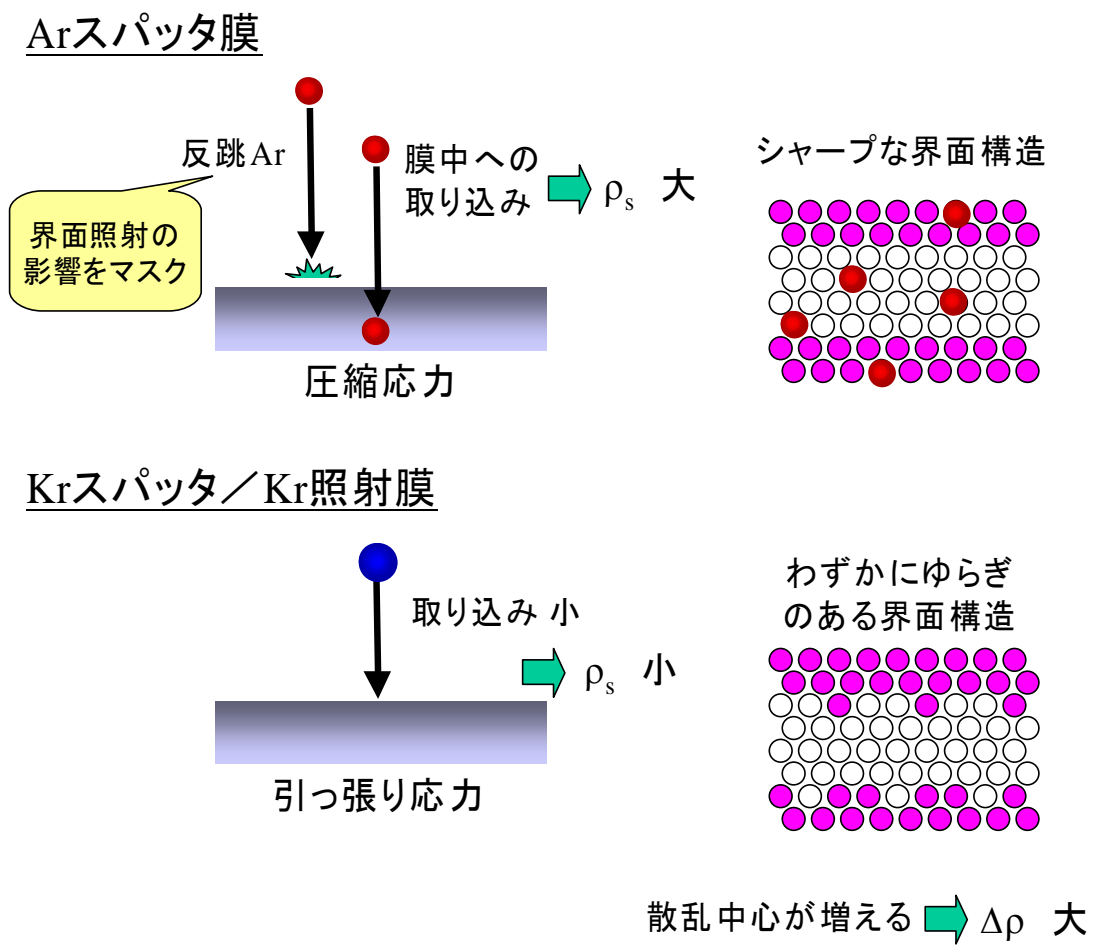 Arスパッタ膜
反跳Ar
界面照射の
影響をマスク
膜中への
取り込み
ρs 大
圧縮応力
シャープな界面構造
Krスパッタ／Kr照射膜
取り込み 小
ρs 小
引っ張り応力
わずかにゆらぎ
のある界面構造
散乱中心が増える Δρ 大